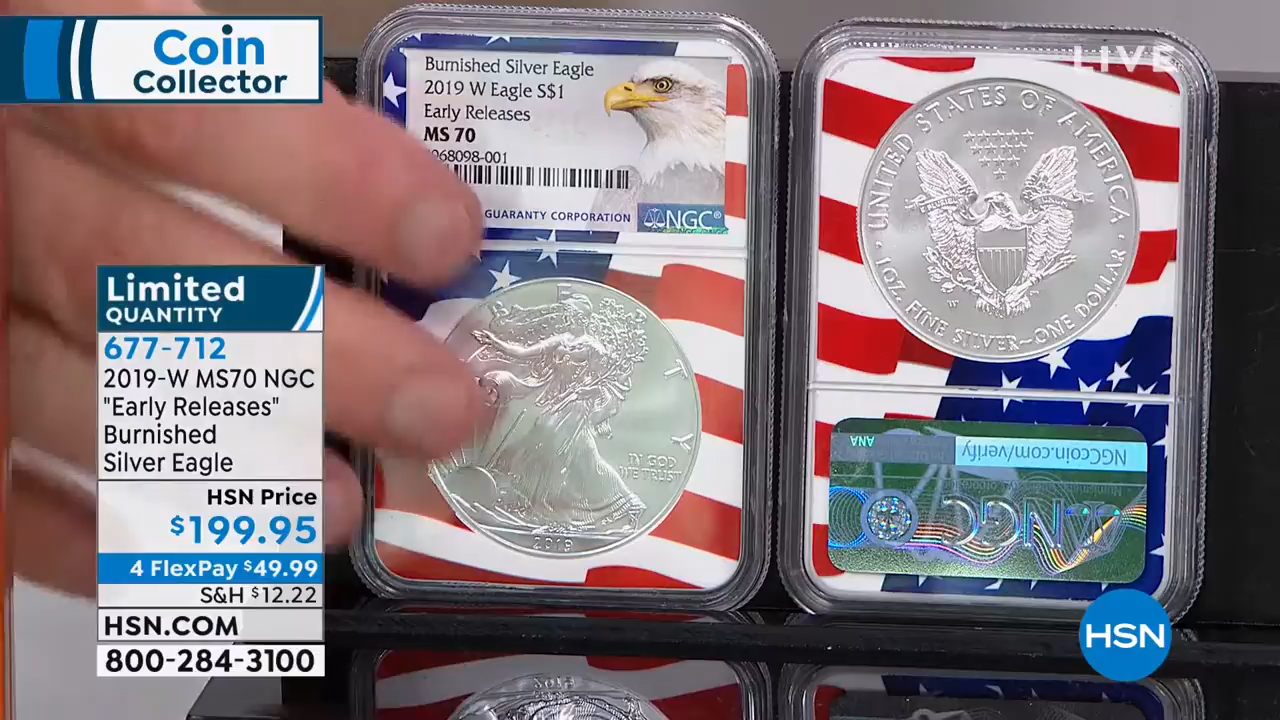 Coin
Collector
LIVE
Burnished Silver Eagle
2019 W Eagle S$1
Early Releases
MS 70
068098-001
GUARANTY CORPORATION
NGC®
UNITED STATES OF AMERICA
1 OZ. FINE SILVER~ONE DOLLAR
T Y
IN GOD
WE TRUST
2019
NGCcoin.com/verify
ANA
NGC
Limited
QUANTITY
677-712
2019-W MS70 NGC
"Early Releases"
Burnished
Silver Eagle
HSN Price
$199.95
4 FlexPay $49.99
S&H $12.22
HSN.COM
800-284-3100
HSN